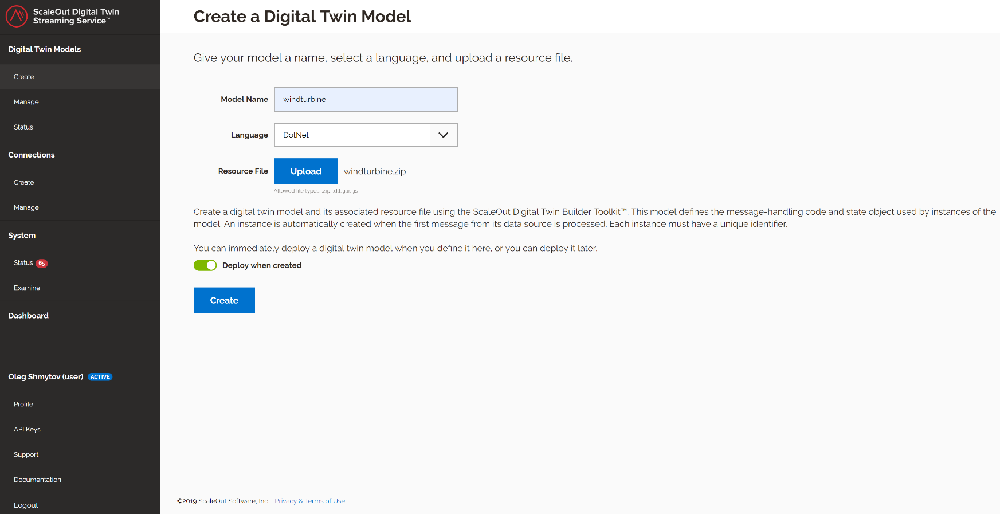 ScaleOut Digital Twin
Streaming Service™
Digital Twin Models
Create
Manage
Status
Connections
Create
Manage
System
Status 65
Examine
Dashboard
Oleg Shmytov (user) ACTIVE
Profile
API Keys
Support
Documentation
Logout
Create a Digital Twin Model
Give your model a name, select a language, and upload a resource file.
Model Name windturbine
Language DotNet
Resource File Upload windturbine.zip
Allowed file types: .zip, .dll, .jar, .js
Create a digital twin model and its associated resource file using the ScaleOut Digital Twin Builder Toolkit™. This model defines the message-handling code and state object used by instances of the
model. An instance is automatically created when the first message from its data source is processed. Each instance must have a unique identifier.
You can immediately deploy a digital twin model when you define it here, or you can deploy it later.
Deploy when created
Create
©2019 ScaleOut Software, Inc. Privacy & Terms of Use